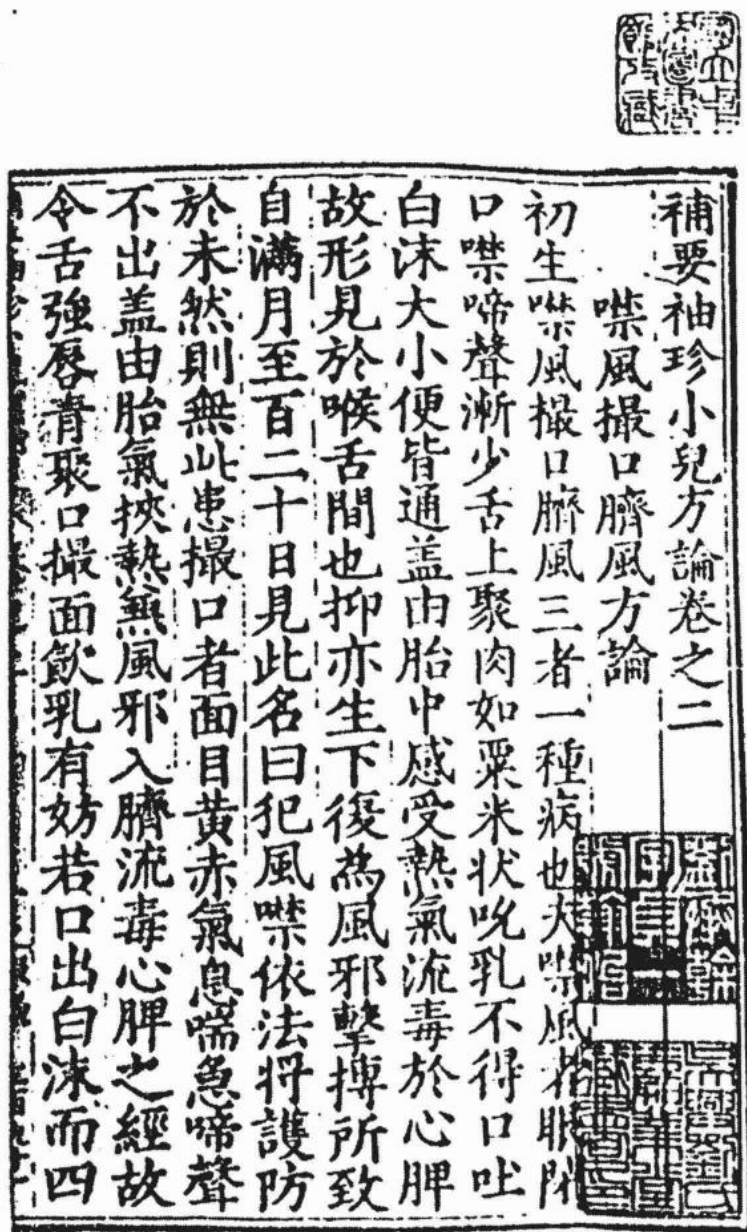 補要袖珍小兒方論卷之二
噤風撮口臍風方論
初生噤風撮口臍風三者一種病也夫噤風者眼閉
口噤啼聲漸少舌上聚肉如粟米状吮乳不得口吐
白沫大小便皆通盖由胎中感受熱氣流毒於心脾
故形見於喉舌間也抑亦生下後為風邪擊搏所致
自滿月至百二十日見此名曰犯風噤依法将護防
於未然則無此患撮口者面目黃赤氣息喘急啼聲
不出盖由胎氣挾熱無風邪入臍流毒心脾之經故
令舌強唇青聚口撮面飲乳有妨若口出白沫而四